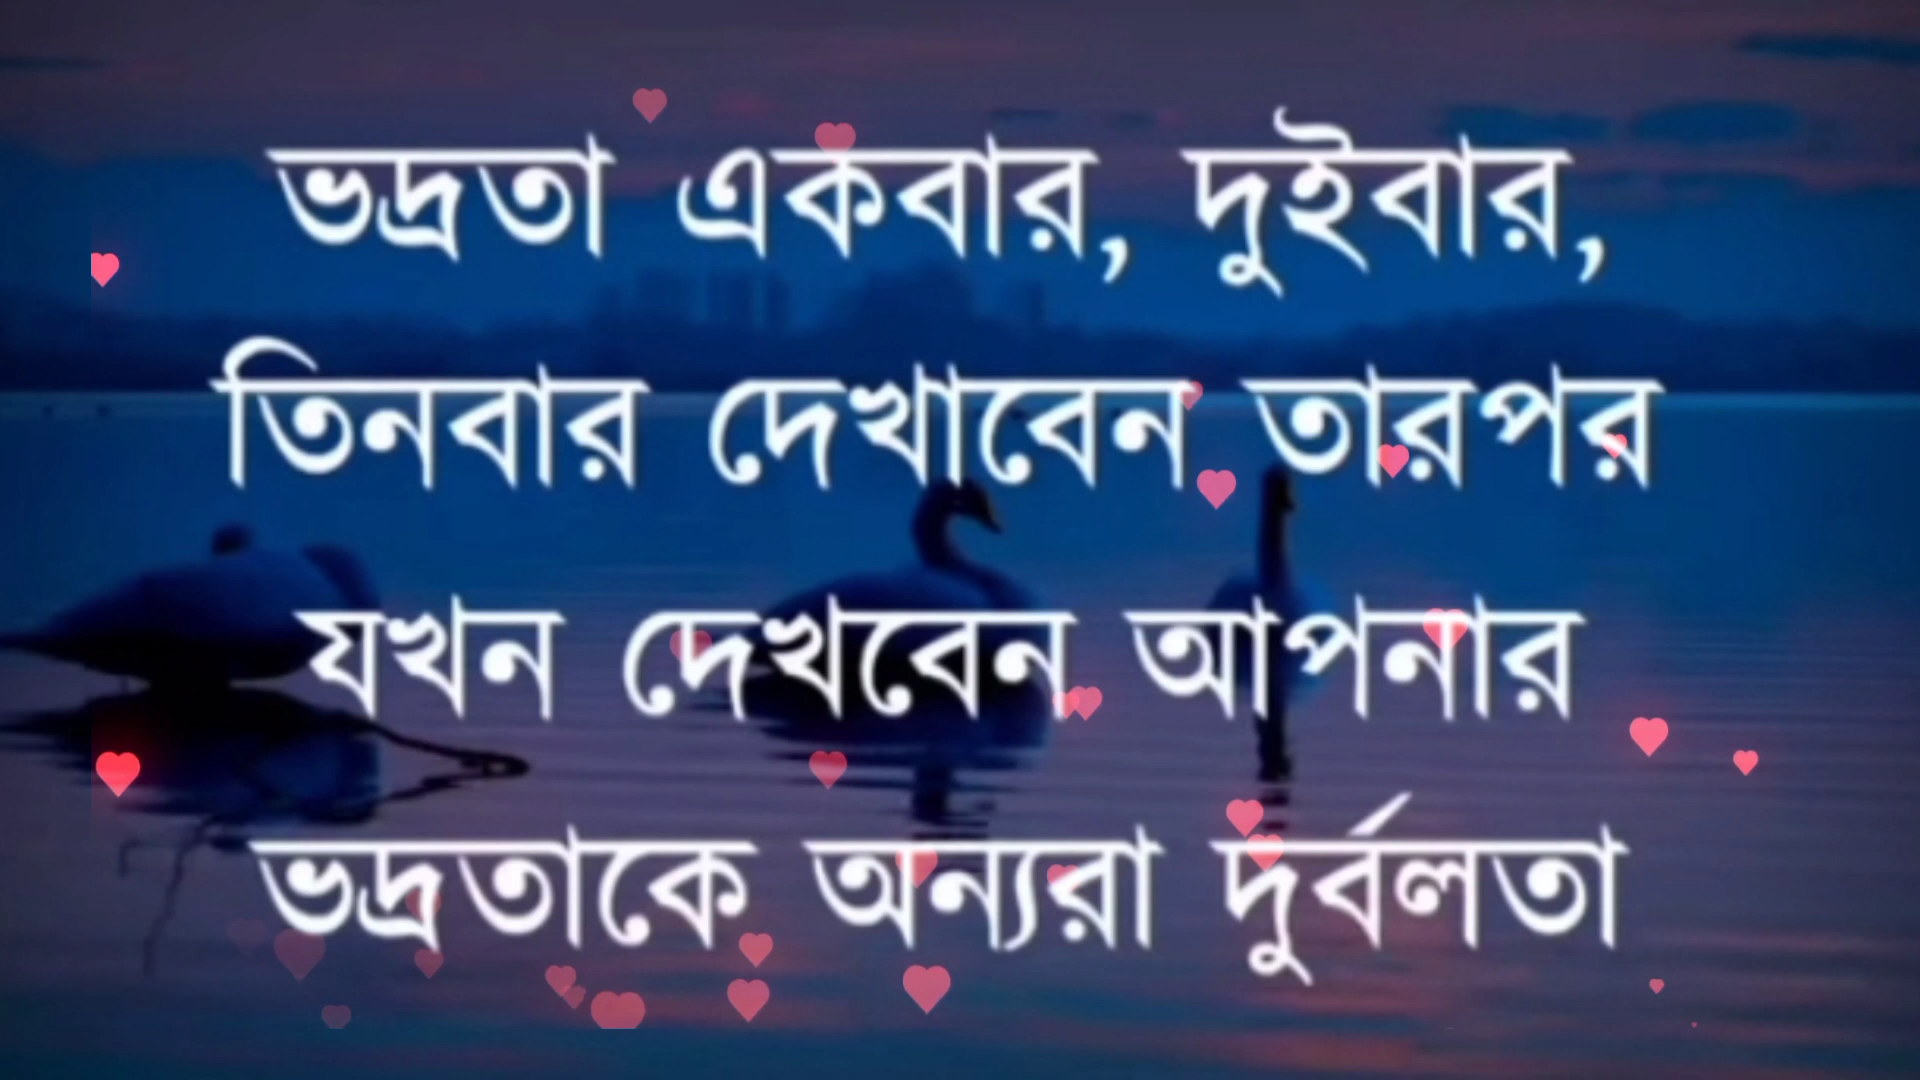 ভদ্রতা একবার, দুইবার,
তিনবার দেখাবেন তারপর
যখন দেখবেন আপনার
ভদ্রতাকে অন্যরা দুর্বলতা